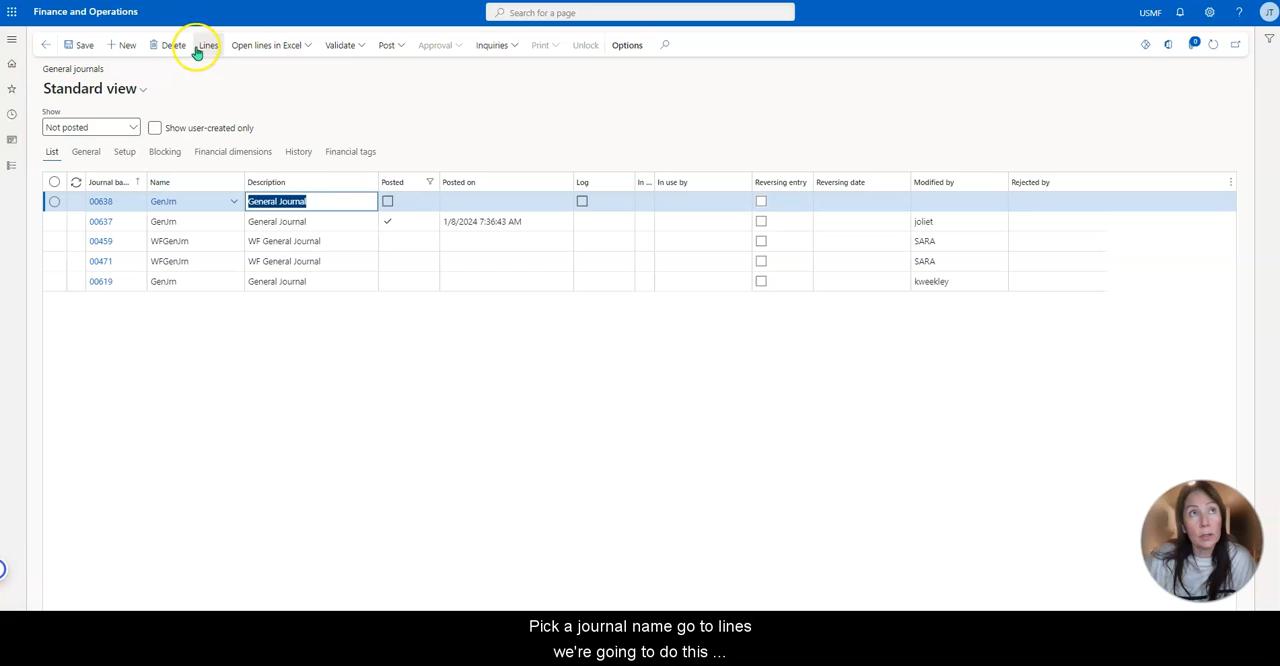 Finance and Operations
Search for a page
USMF
JT
Save
New
Delete
Lines
Open lines in Excel
Validate
Post
Approval
Inquiries
Print
Unlock
Options
0
General journals
Standard view
Show
Not posted
Show user-created only
List General Setup Blocking Financial dimensions History Financial tags
Journal ba... Name Description Posted Posted on Log In ... In use by Reversing entry Reversing date Modified by Rejected by
00638 GenJrn General Journal
00637 GenJrn General Journal 1/8/2024 7:36:43 AM joliet
00459 WFGenJrn WF General Journal SARA
00471 WFGenJrn WF General Journal SARA
00619 GenJrn General Journal kweekley
Pick a journal name go to lines
we're going to do this ...